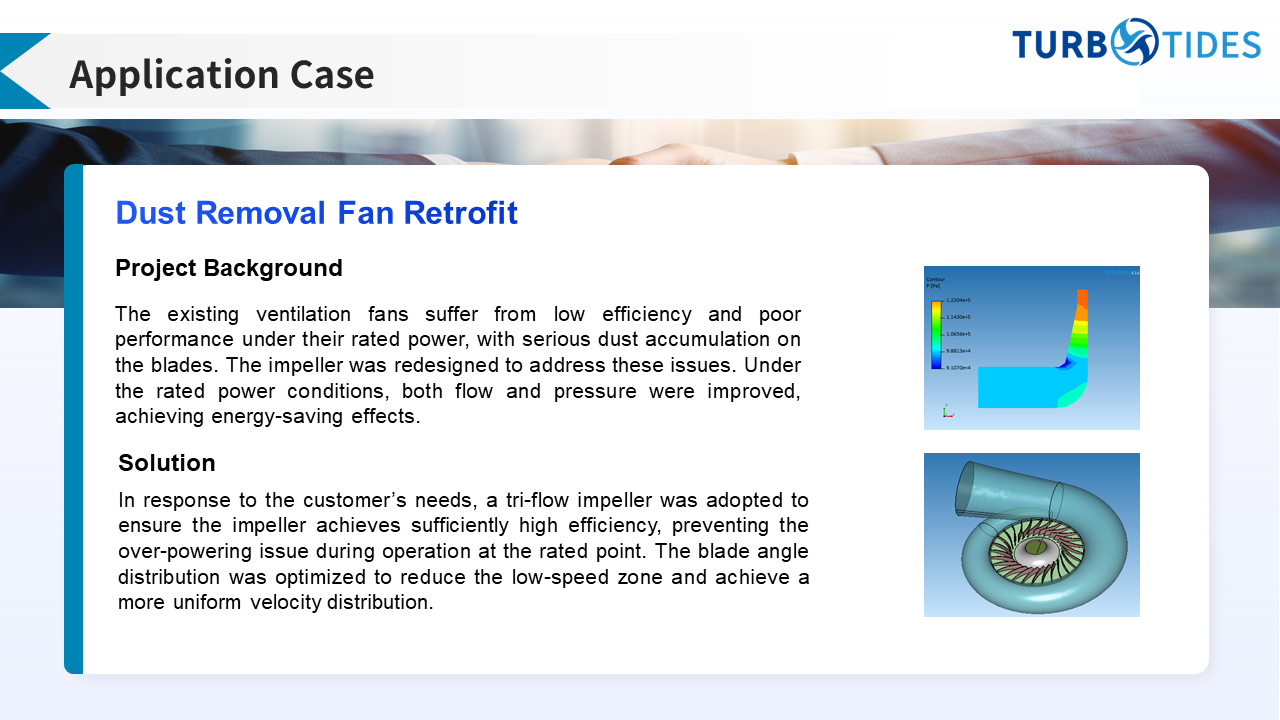 TURB TIDES
Application Case
Dust Removal Fan Retrofit
Project Background
The existing ventilation fans suffer from low efficiency and poor
performance under their rated power, with serious dust accumulation on
the blades. The impeller was redesigned to address these issues. Under
the rated power conditions, both flow and pressure were improved,
achieving energy-saving effects.
Solution
In response to the customer’s needs, a tri-flow impeller was adopted to
ensure the impeller achieves sufficiently high efficiency, preventing the
over-powering issue during operation at the rated point. The blade angle
distribution was optimized to reduce the low-speed zone and achieve a
more uniform velocity distribution.
Contour
P [Pa]
1.2204e+5
1.1430e+5
1.0656e+5
9.8813e+4
9.1070e+4